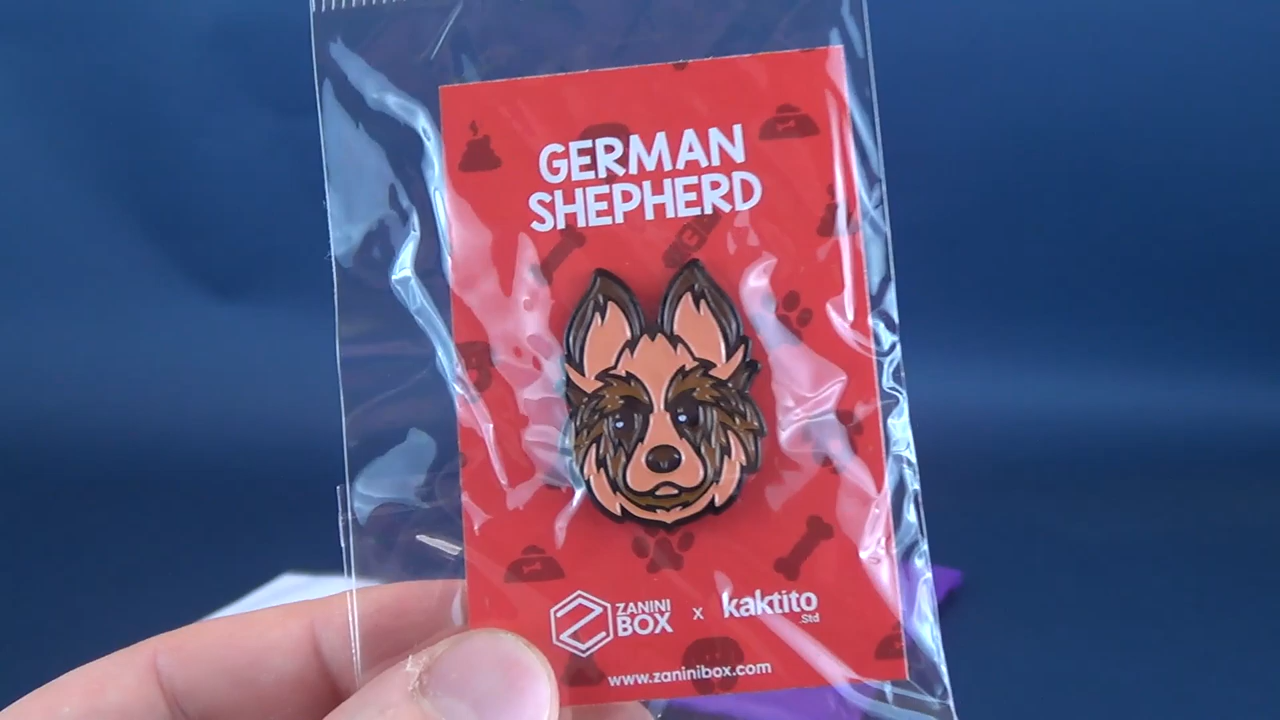 GERMAN
SHEPHERD
ZANINI
BOX
x
kaktito
.Std
www.zaninibox.com